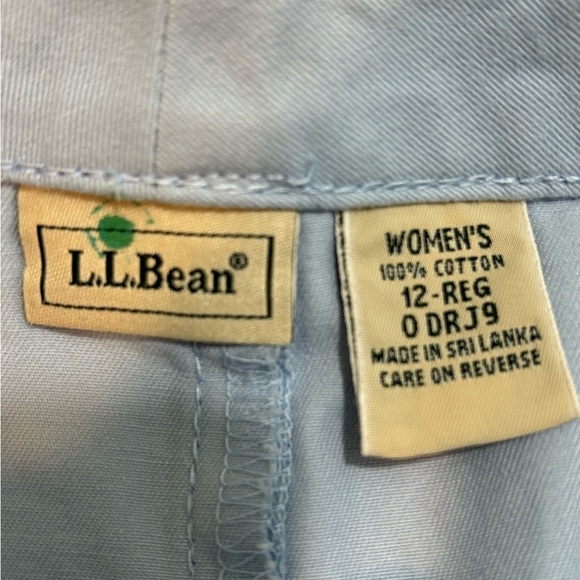 L.L.Bean®
WOMEN'S
100% COTTON
12-REG
0 DRJ9
MADE IN SRI LANKA
CARE ON REVERSE